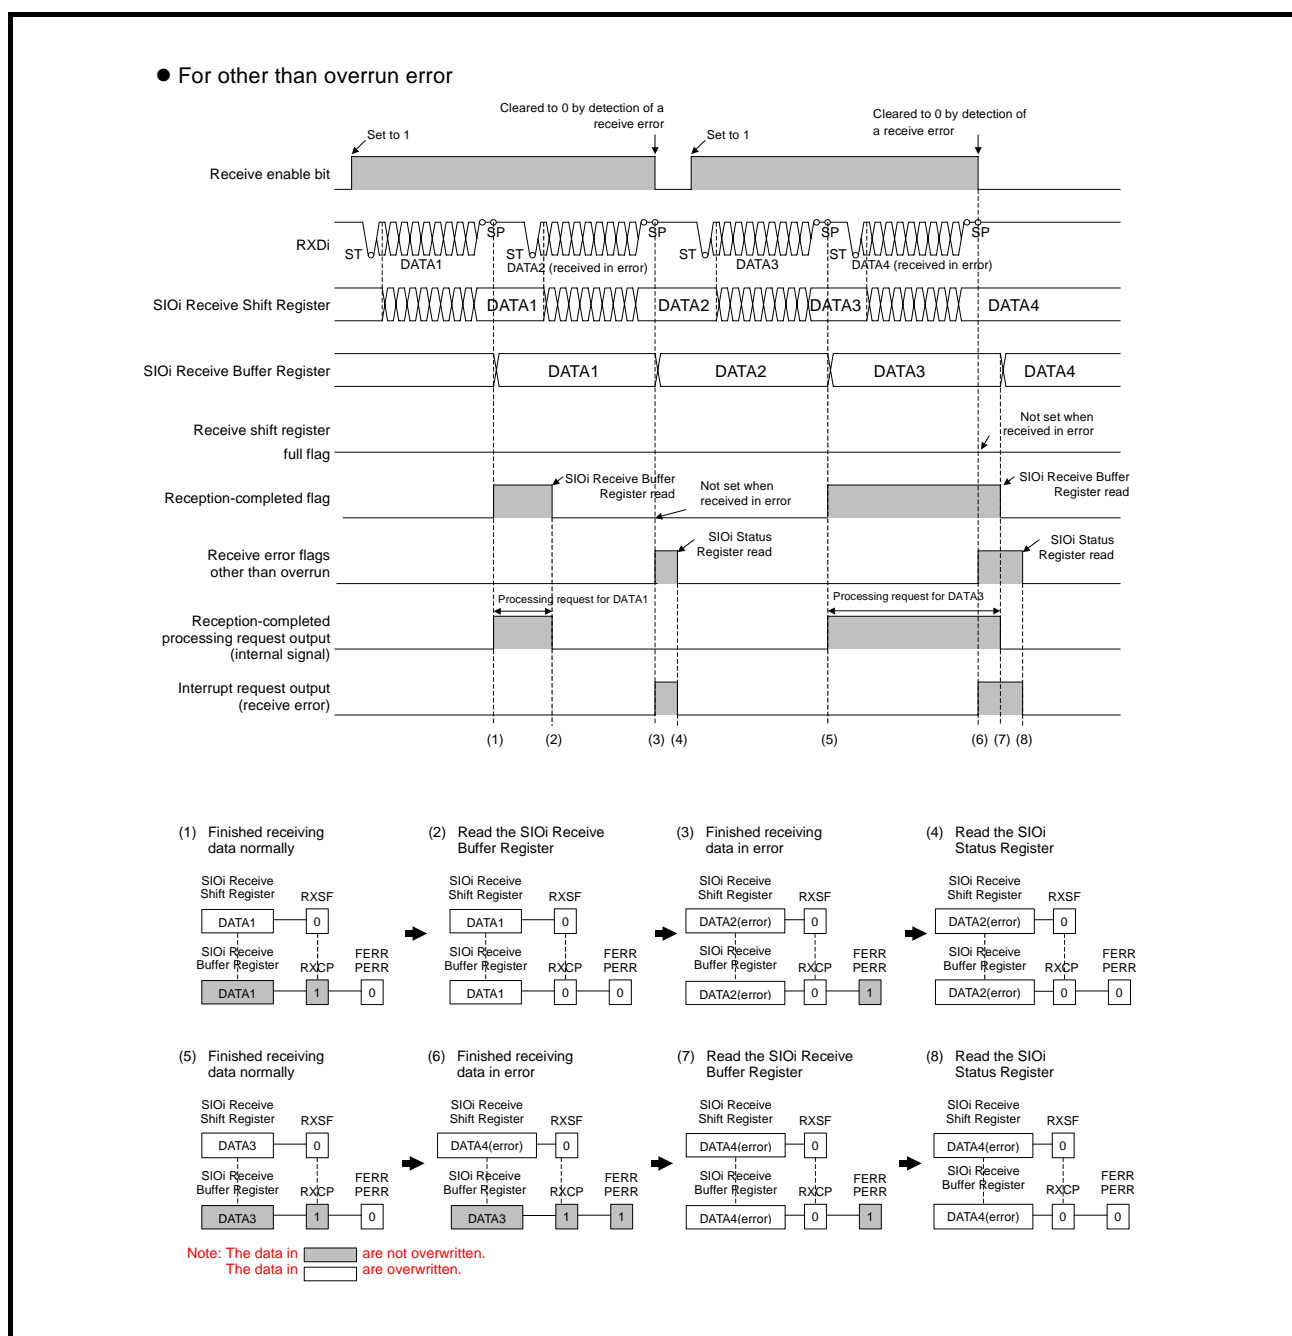 ● For other than overrun error
Cleared to 0 by detection of a
receive error
Cleared to 0 by detection of
a receive error
Set to 1
Set to 1
Receive enable bit
RXDi
SP
SP
SP
SP
ST
ST
ST
ST
DATA1
DATA2 (received in error)
DATA3
DATA4 (received in error)
SIOi Receive Shift Register
DATA1
DATA2
DATA3
DATA4
SIOi Receive Buffer Register
DATA1
DATA2
DATA3
DATA4
Receive shift register
full flag
Not set when
received in error
Reception-completed flag
SIOi Receive Buffer
Register read
Not set when
received in error
SIOi Receive Buffer
Register read
Receive error flags
other than overrun
SIOi Status
Register read
SIOi Status
Register read
Processing request for DATA1
Processing request for DATA3
Reception-completed
processing request output
(internal signal)
Interrupt request output
(receive error)
(1) (2) (3) (4) (5) (6) (7) (8)
(1) Finished receiving
data normally
SIOi Receive
Shift Register
RXSF
DATA1
0
SIOi Receive
Buffer Register
RXCP
FERR
PERR
DATA1
1
0
(2) Read the SIOi Receive
Buffer Register
SIOi Receive
Shift Register
RXSF
DATA1
0
SIOi Receive
Buffer Register
RXCP
FERR
PERR
DATA1
0
0
(3) Finished receiving
data in error
SIOi Receive
Shift Register
RXSF
DATA2(error)
0
SIOi Receive
Buffer Register
RXCP
FERR
PERR
DATA2(error)
0
1
(4) Read the SIOi
Status Register
SIOi Receive
Shift Register
RXSF
DATA2(error)
0
SIOi Receive
Buffer Register
RXCP
FERR
PERR
DATA2(error)
0
0
(5) Finished receiving
data normally
SIOi Receive
Shift Register
RXSF
DATA3
0
SIOi Receive
Buffer Register
RXCP
FERR
PERR
DATA3
1
0
(6) Finished receiving
data in error
SIOi Receive
Shift Register
RXSF
DATA4(error)
0
SIOi Receive
Buffer Register
RXCP
FERR
PERR
DATA3
1
1
(7) Read the SIOi Receive
Buffer Register
SIOi Receive
Shift Register
RXSF
DATA4(error)
0
SIOi Receive
Buffer Register
RXCP
FERR
PERR
DATA4(error)
0
1
(8) Read the SIOi
Status Register
SIOi Receive
Shift Register
RXSF
DATA4(error)
0
SIOi Receive
Buffer Register
RXCP
FERR
PERR
DATA4(error)
0
0
Note: The data in are not overwritten.
The data in are overwritten.